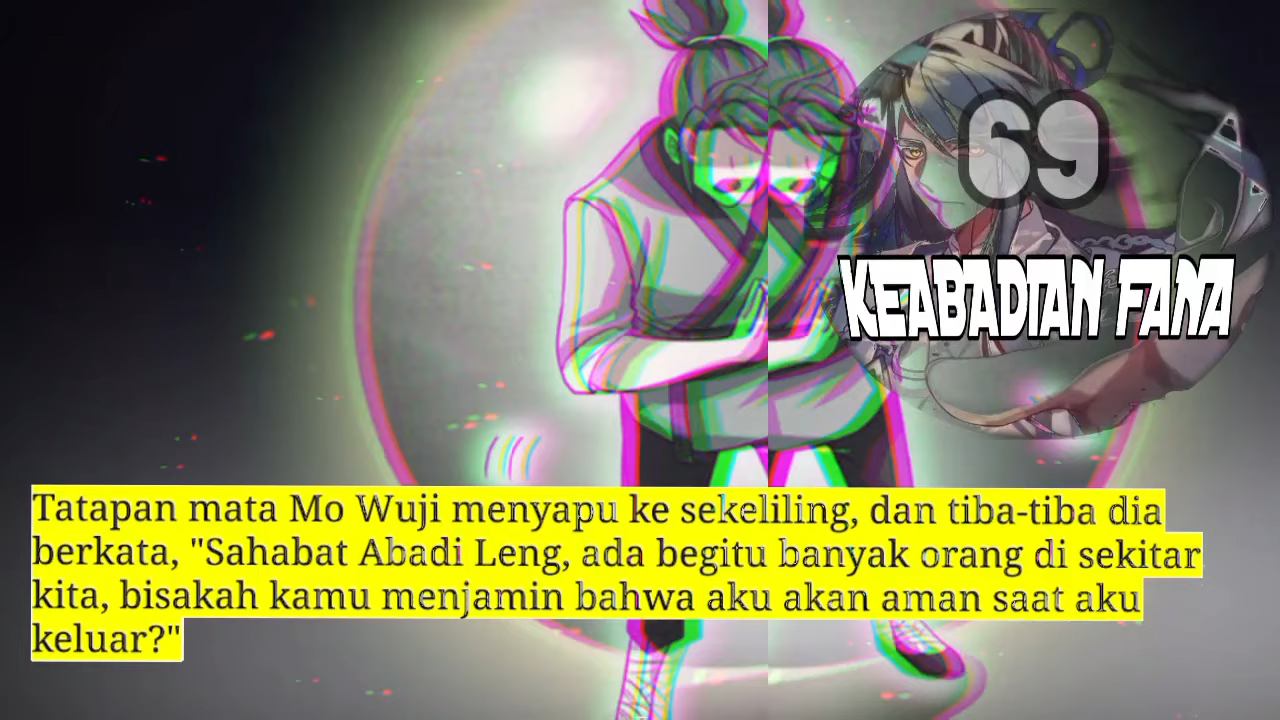 69
KEABADIAN FANA
Tatapan mata Mo Wuji menyapu ke sekeliling, dan tiba-tiba dia
berkata, "Sahabat Abadi Leng, ada begitu banyak orang di sekitar
kita, bisakah kamu menjamin bahwa aku akan aman saat aku
keluar?"